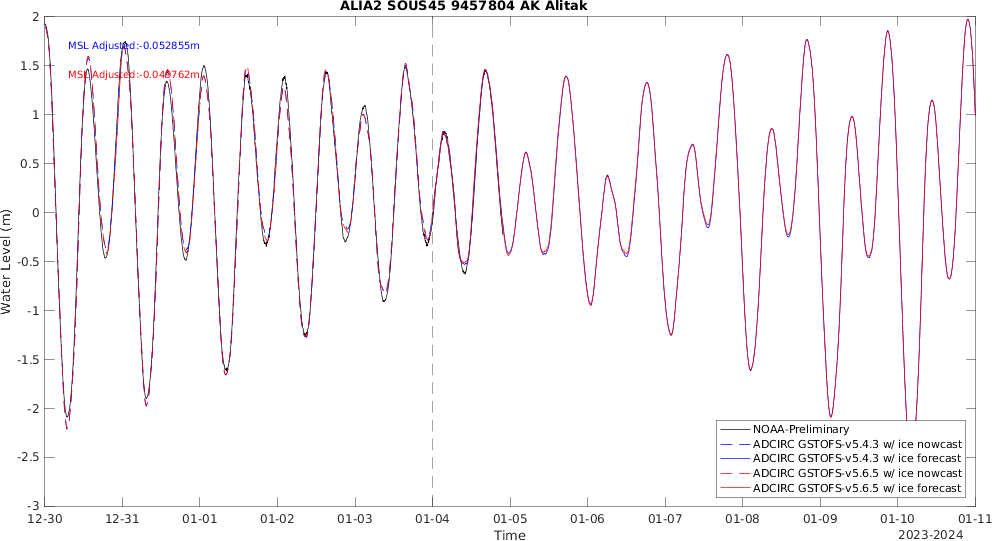 ALIA2 SOUS45 9457804 AK Alitak
MSL Adjusted:-0.052855m
MSL Adjusted:-0.049762m
Water Level (m)
2
1.5
1
0.5
0
-0.5
-1
-1.5
-2
-2.5
-3
NOAA-Preliminary
ADCIRC GSTOFS-v5.4.3 w/ ice nowcast
ADCIRC GSTOFS-v5.4.3 w/ ice forecast
ADCIRC GSTOFS-v5.6.5 w/ ice nowcast
ADCIRC GSTOFS-v5.6.5 w/ ice forecast
12-30 12-31 01-01 01-02 01-03 01-04 01-05 01-06 01-07 01-08 01-09 01-10 01-11
Time
2023-2024